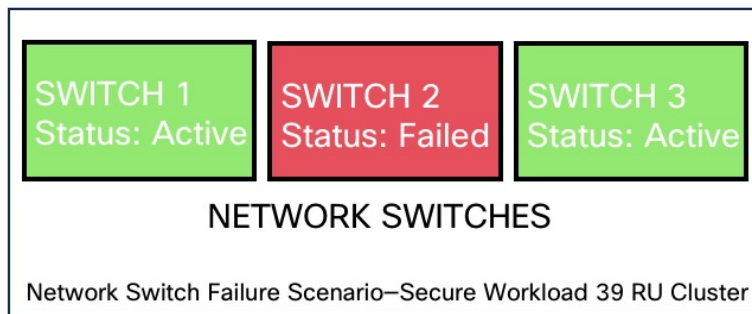 SWITCH 1
Status: Active
SWITCH 2
Status: Failed
SWITCH 3
Status: Active
NETWORK SWITCHES
Network Switch Failure Scenario–Secure Workload 39 RU Cluster